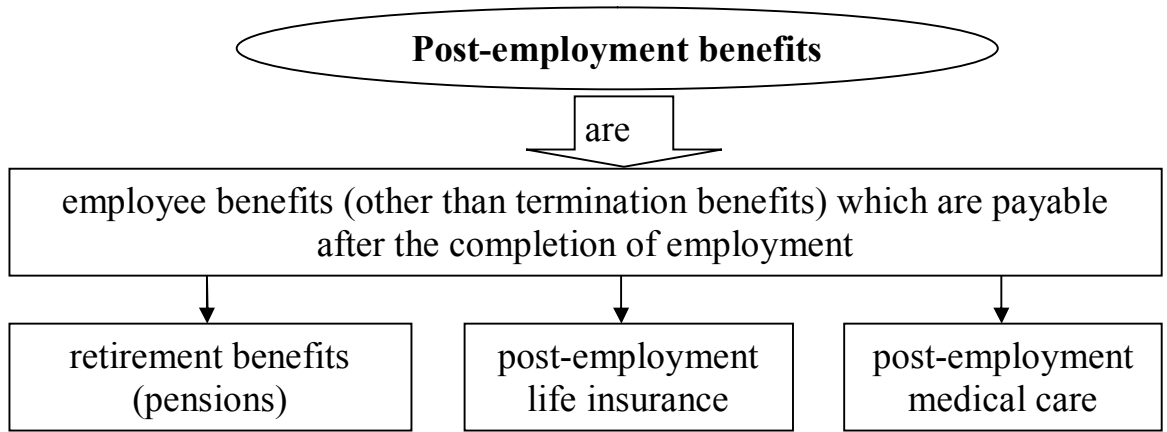 Post-employment benefits
are
employee benefits (other than termination benefits) which are payable
after the completion of employment
retirement benefits
(pensions)
post-employment
life insurance
post-employment
medical care